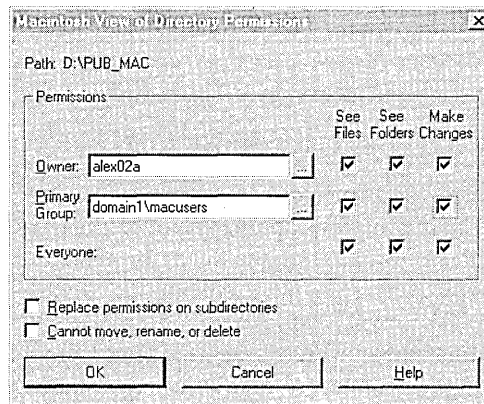 Macintosh View of Directory Permissions
Path: D:\PUB_MAC
Permissions
See See Make
Files Folders Changes
Owner: alex02a ...
Primary
Group: domain1\macusers ...
Everyone:
Replace permissions on subdirectories
Cannot move, rename, or delete
OK Cancel Help